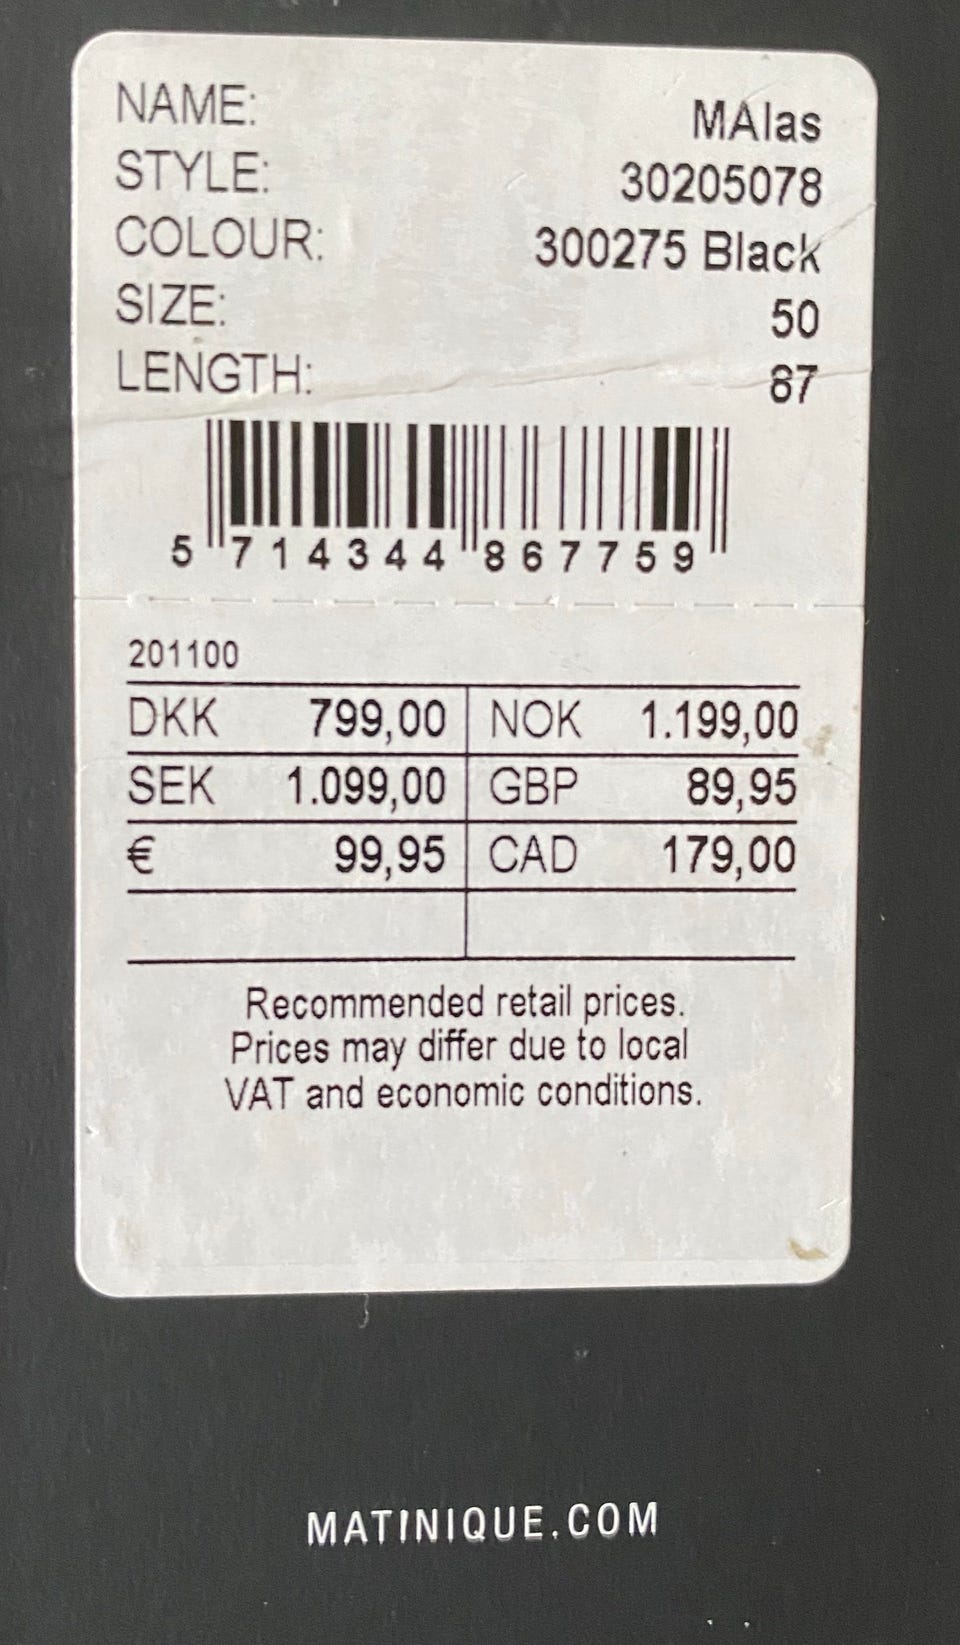 NAME: MAlas
STYLE: 30205078
COLOUR: 300275 Black
SIZE: 50
LENGTH: 87
5 714344 867759
201100
DKK 799,00 NOK 1.199,00
SEK 1.099,00 GBP 89,95
€ 99,95 CAD 179,00
Recommended retail prices.
Prices may differ due to local
VAT and economic conditions.
MATINIQUE.COM